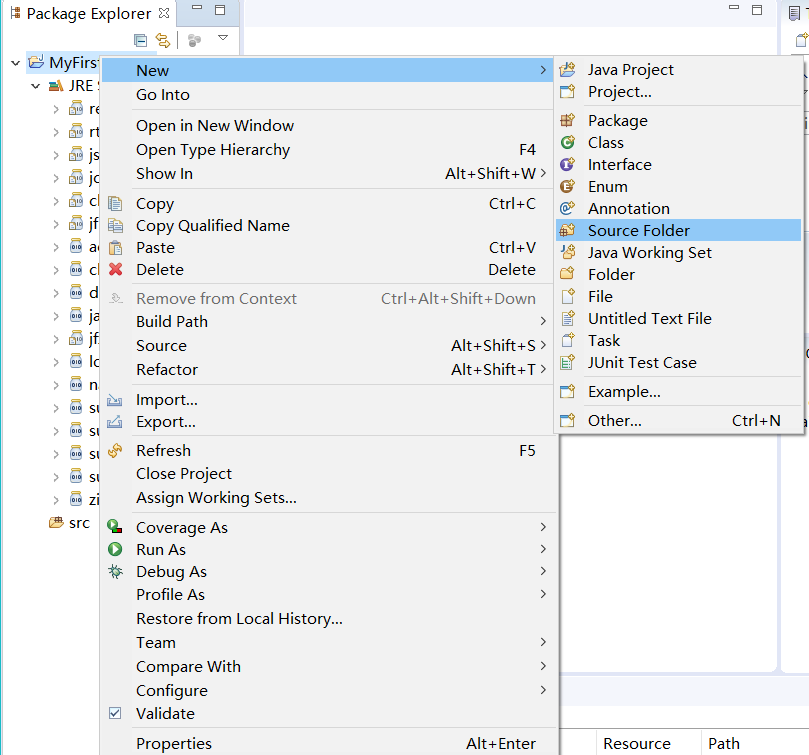 Package Explorer
MyFirs
JRE S
re
rt
js
jc
cl
jf
ac
cl
d
ja
jf
lo
na
su
su
su
su
zi
src
New
Go Into
Open in New Window
Open Type Hierarchy F4
Show In Alt+Shift+W
Copy Ctrl+C
Copy Qualified Name
Paste Ctrl+V
Delete Delete
Remove from Context Ctrl+Alt+Shift+Down
Build Path
Source Alt+Shift+S
Refactor Alt+Shift+T
Import...
Export...
Refresh F5
Close Project
Assign Working Sets...
Coverage As
Run As
Debug As
Profile As
Restore from Local History...
Team
Compare With
Configure
Validate
Properties Alt+Enter
Java Project
Project...
Package
Class
Interface
Enum
Annotation
Source Folder
Java Working Set
Folder
File
Untitled Text File
Task
JUnit Test Case
Example...
Other... Ctrl+N
Resource Path